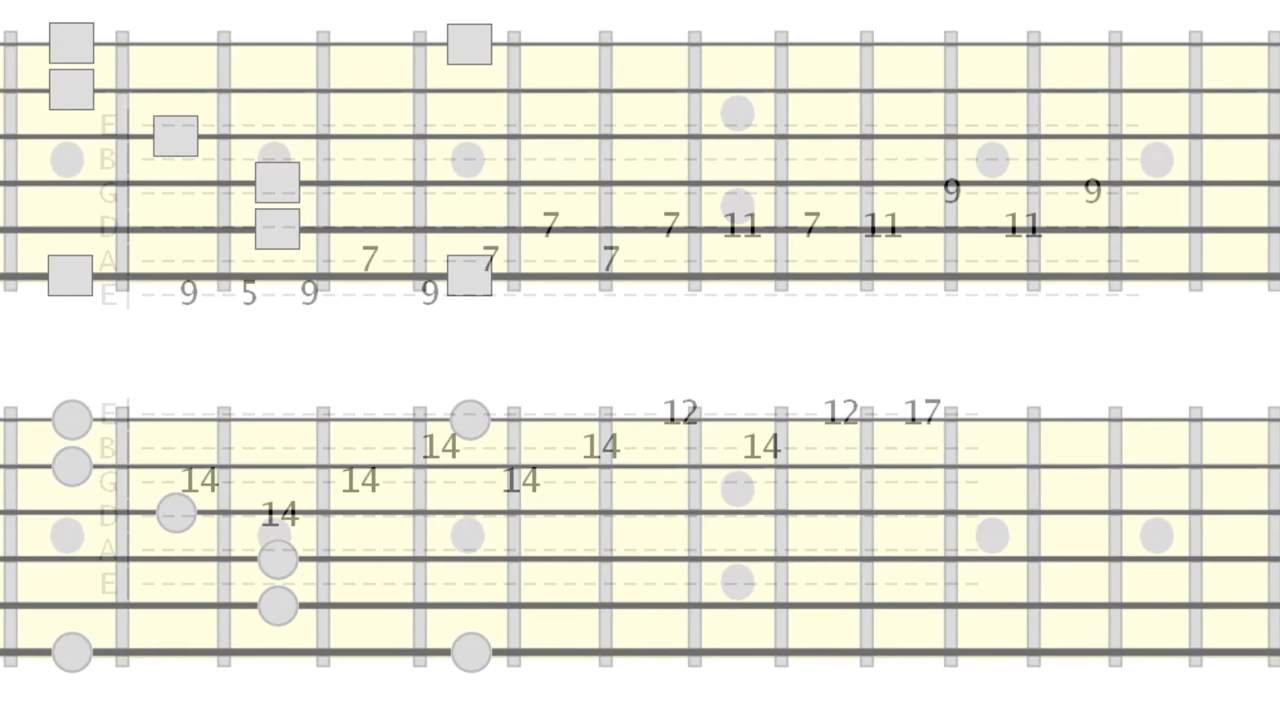 E
B
G 9 9
D 7 7 11 7 11 11
A 7 7 7
E 9 5 9 9
E 12 12 17
B 14 14 14
G 14 14 14
D 14
A
E